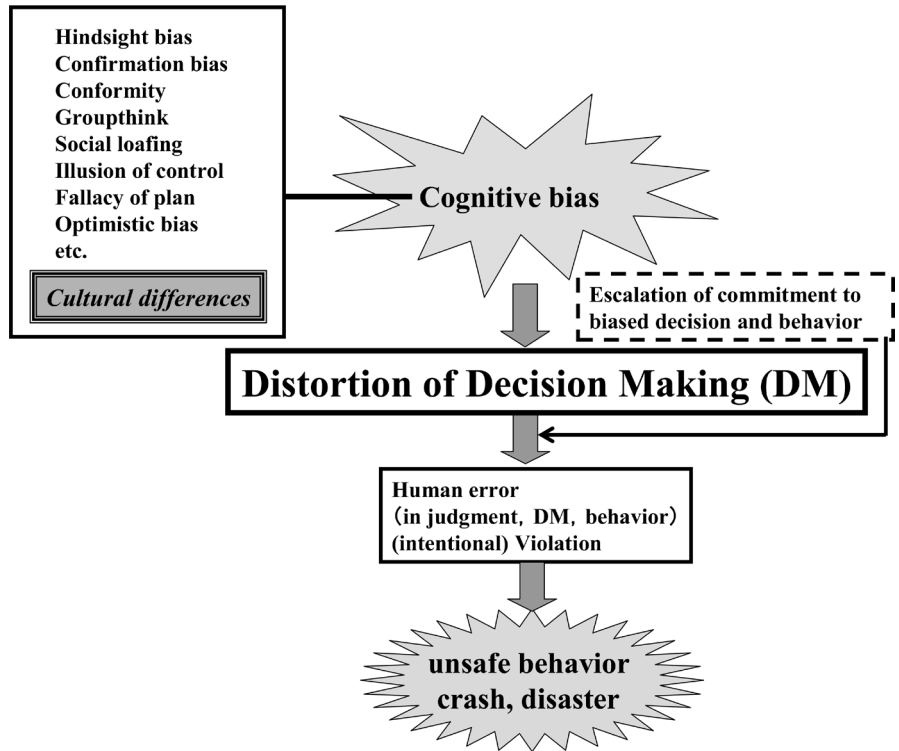 Hindsight bias
Confirmation bias
Conformity
Groupthink
Social loafing
Illusion of control
Fallacy of plan
Optimistic bias
etc.
Cultural differences
Cognitive bias
Escalation of commitment to
biased decision and behavior
Distortion of Decision Making (DM)
Human error
(in judgment, DM, behavior)
(intentional) Violation
unsafe behavior
crash, disaster